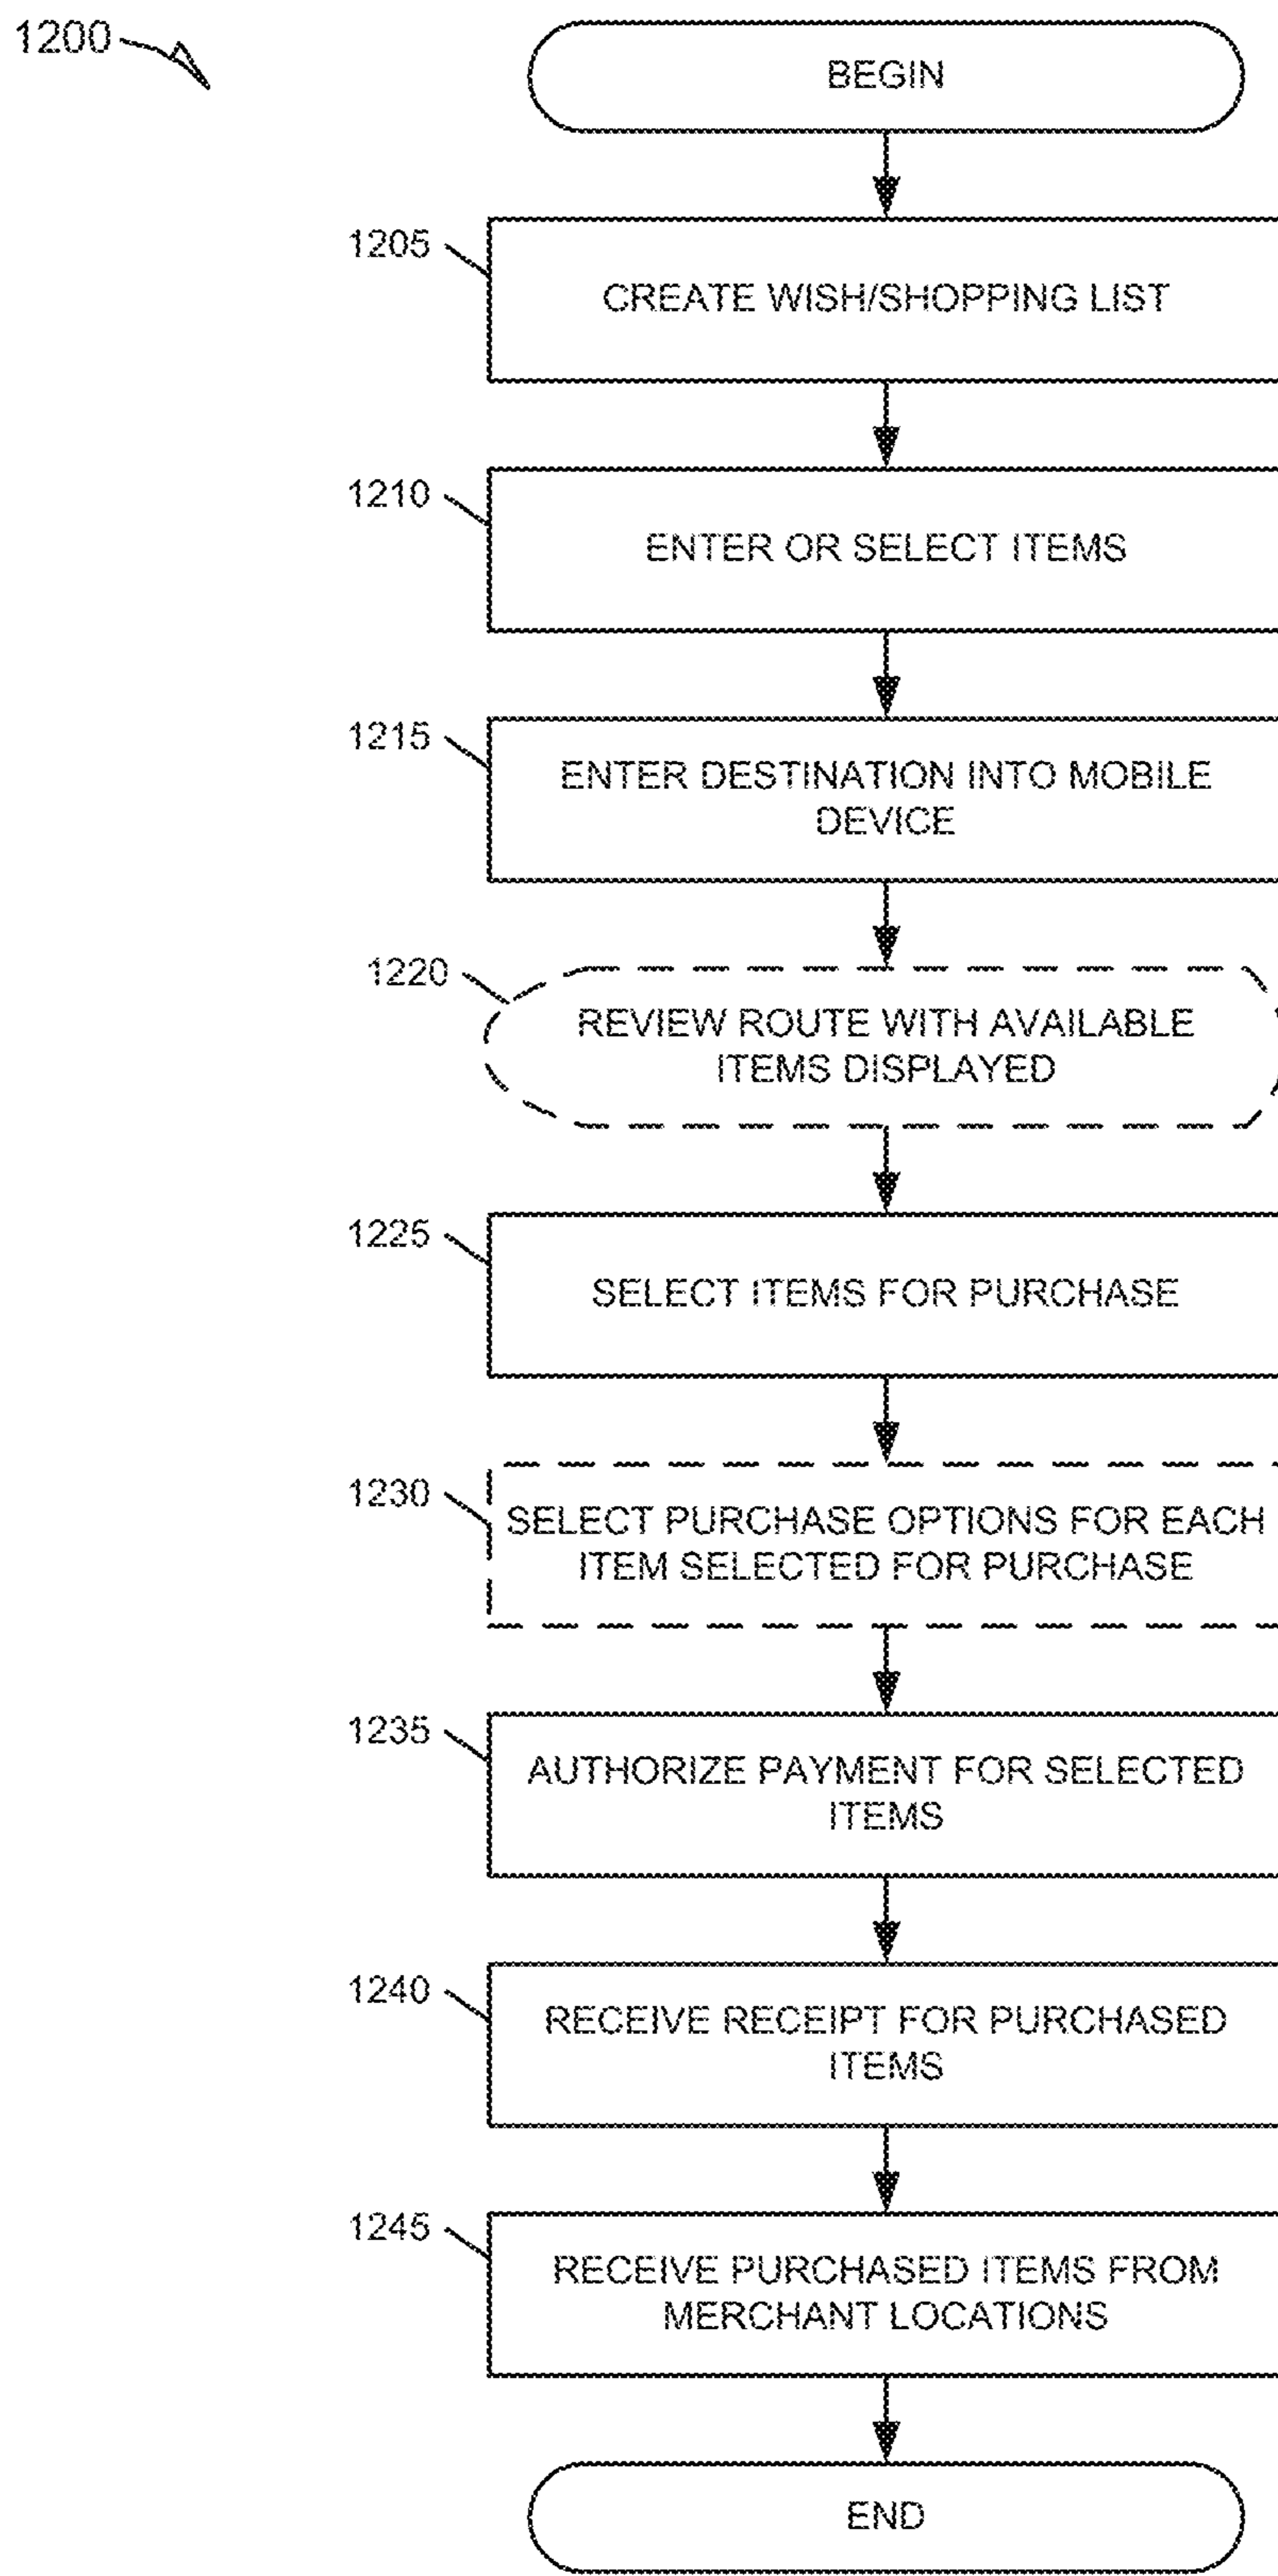 1200
BEGIN
1205
CREATE WISH/SHOPPING LIST
1210
ENTER OR SELECT ITEMS
1215
ENTER DESTINATION INTO MOBILE
DEVICE
1220
REVIEW ROUTE WITH AVAILABLE
ITEMS DISPLAYED
1225
SELECT ITEMS FOR PURCHASE
1230
SELECT PURCHASE OPTIONS FOR EACH
ITEM SELECTED FOR PURCHASE
1235
AUTHORIZE PAYMENT FOR SELECTED
ITEMS
1240
RECEIVE RECEIPT FOR PURCHASED
ITEMS
1245
RECEIVE PURCHASED ITEMS FROM
MERCHANT LOCATIONS
END